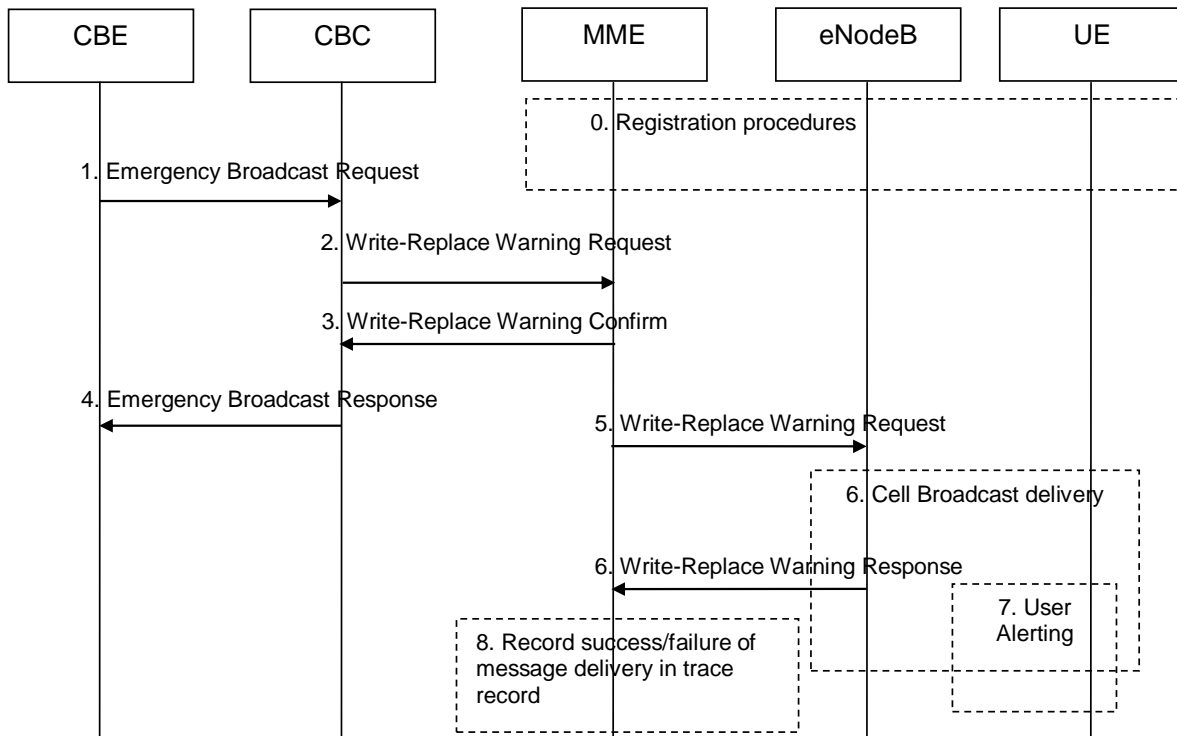 CBE
CBC
MME
eNodeB
UE
0. Registration procedures
1. Emergency Broadcast Request
2. Write-Replace Warning Request
3. Write-Replace Warning Confirm
4. Emergency Broadcast Response
5. Write-Replace Warning Request
6. Cell Broadcast delivery
6. Write-Replace Warning Response
7. User
Alerting
8. Record success/failure of
message delivery in trace
record